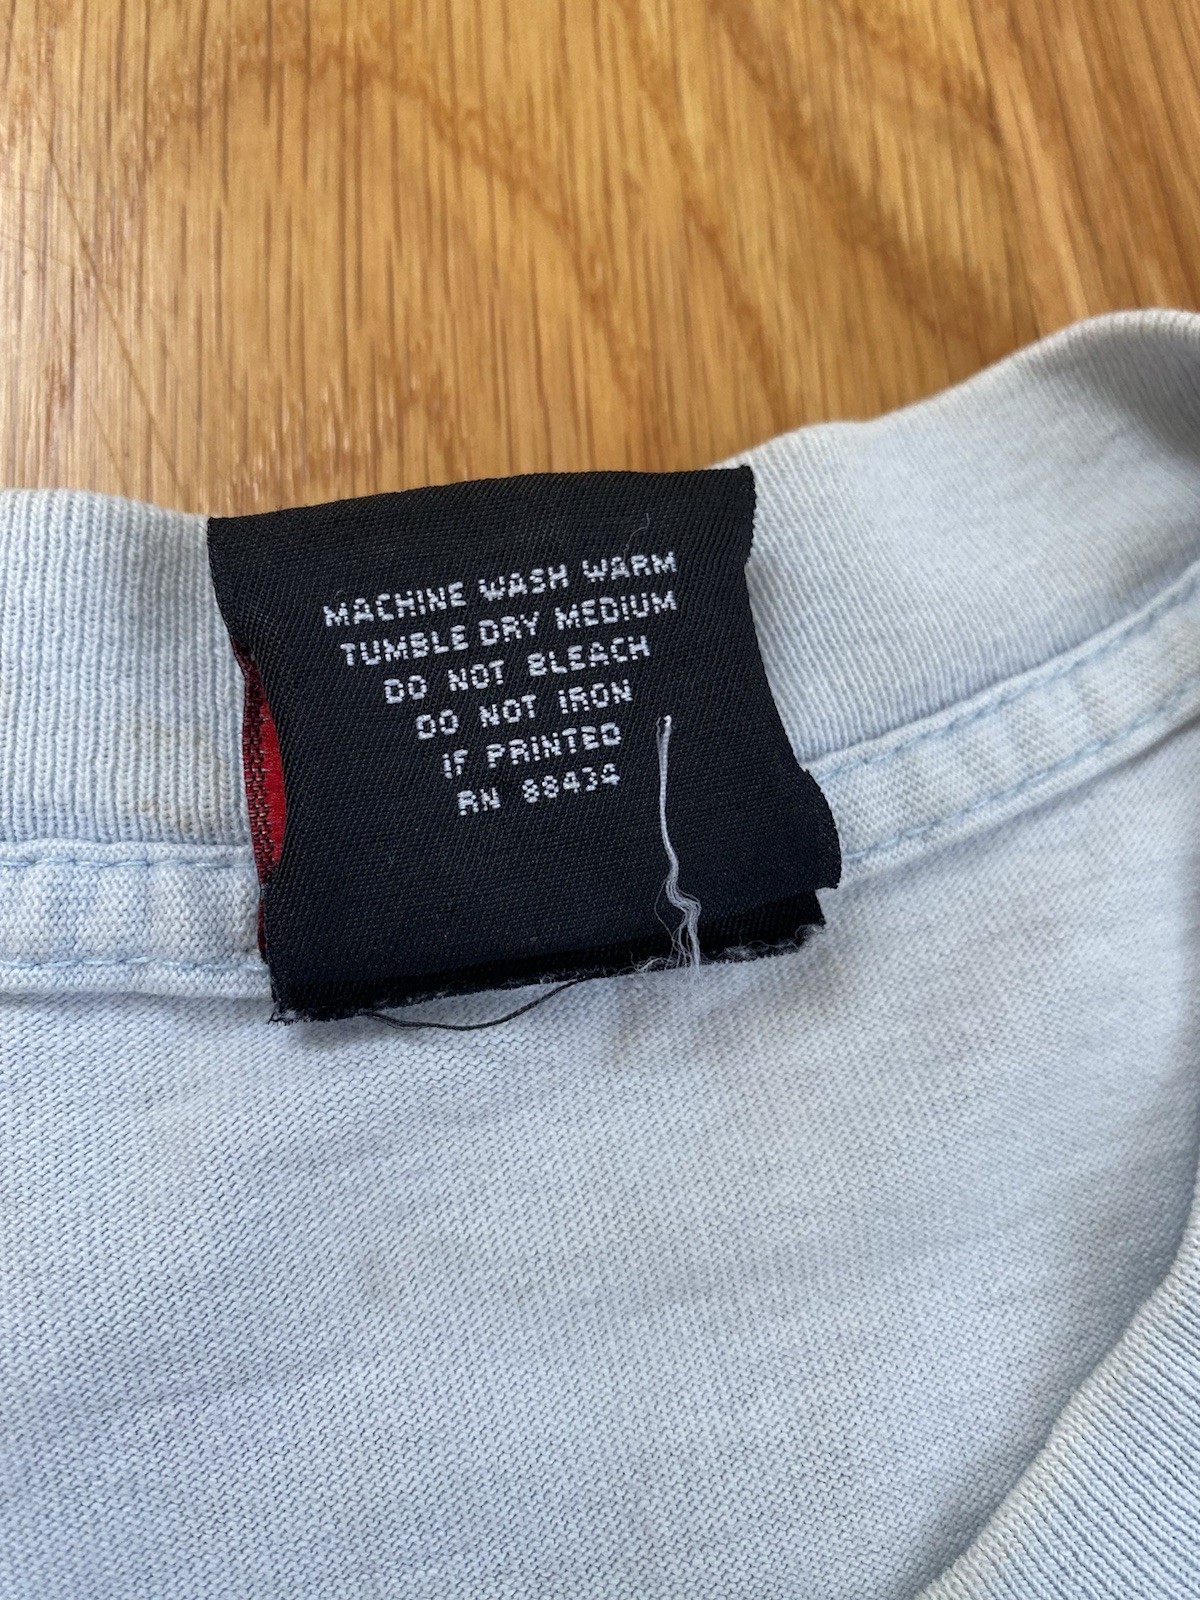 MACHINE WASH WARM
TUMBLE DRY MEDIUM
DO NOT BLEACH
DO NOT IRON
IF PRINTED
RN 88434